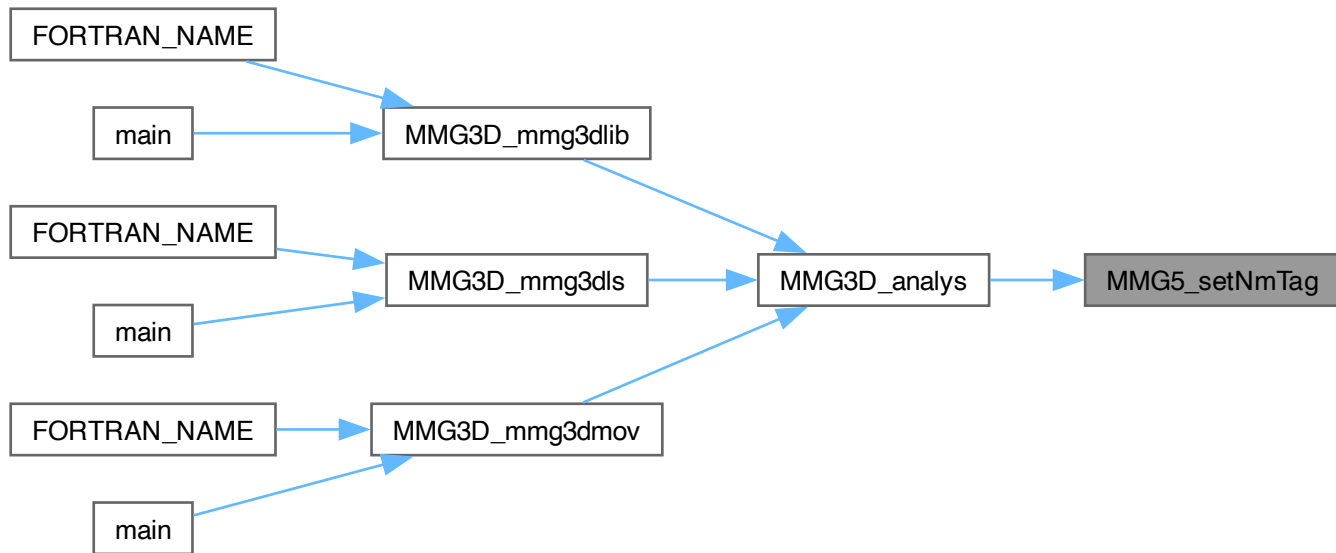 FORTRAN_NAME
main
MMG3D_mmg3dlib
FORTRAN_NAME
main
MMG3D_mmg3dls
MMG3D_analys
MMG5_setNmTag
FORTRAN_NAME
main
MMG3D_mmg3dmov